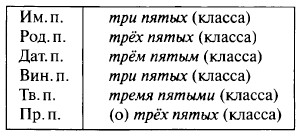 Им. п. три пятых (класса)
Род. п. трёх пятых (класса)
Дат. п. трём пятым (класса)
Вин. п. три пятых (класса)
Тв. п. тремя пятыми (класса)
Пр. п. (о) трёх пятых (класса)